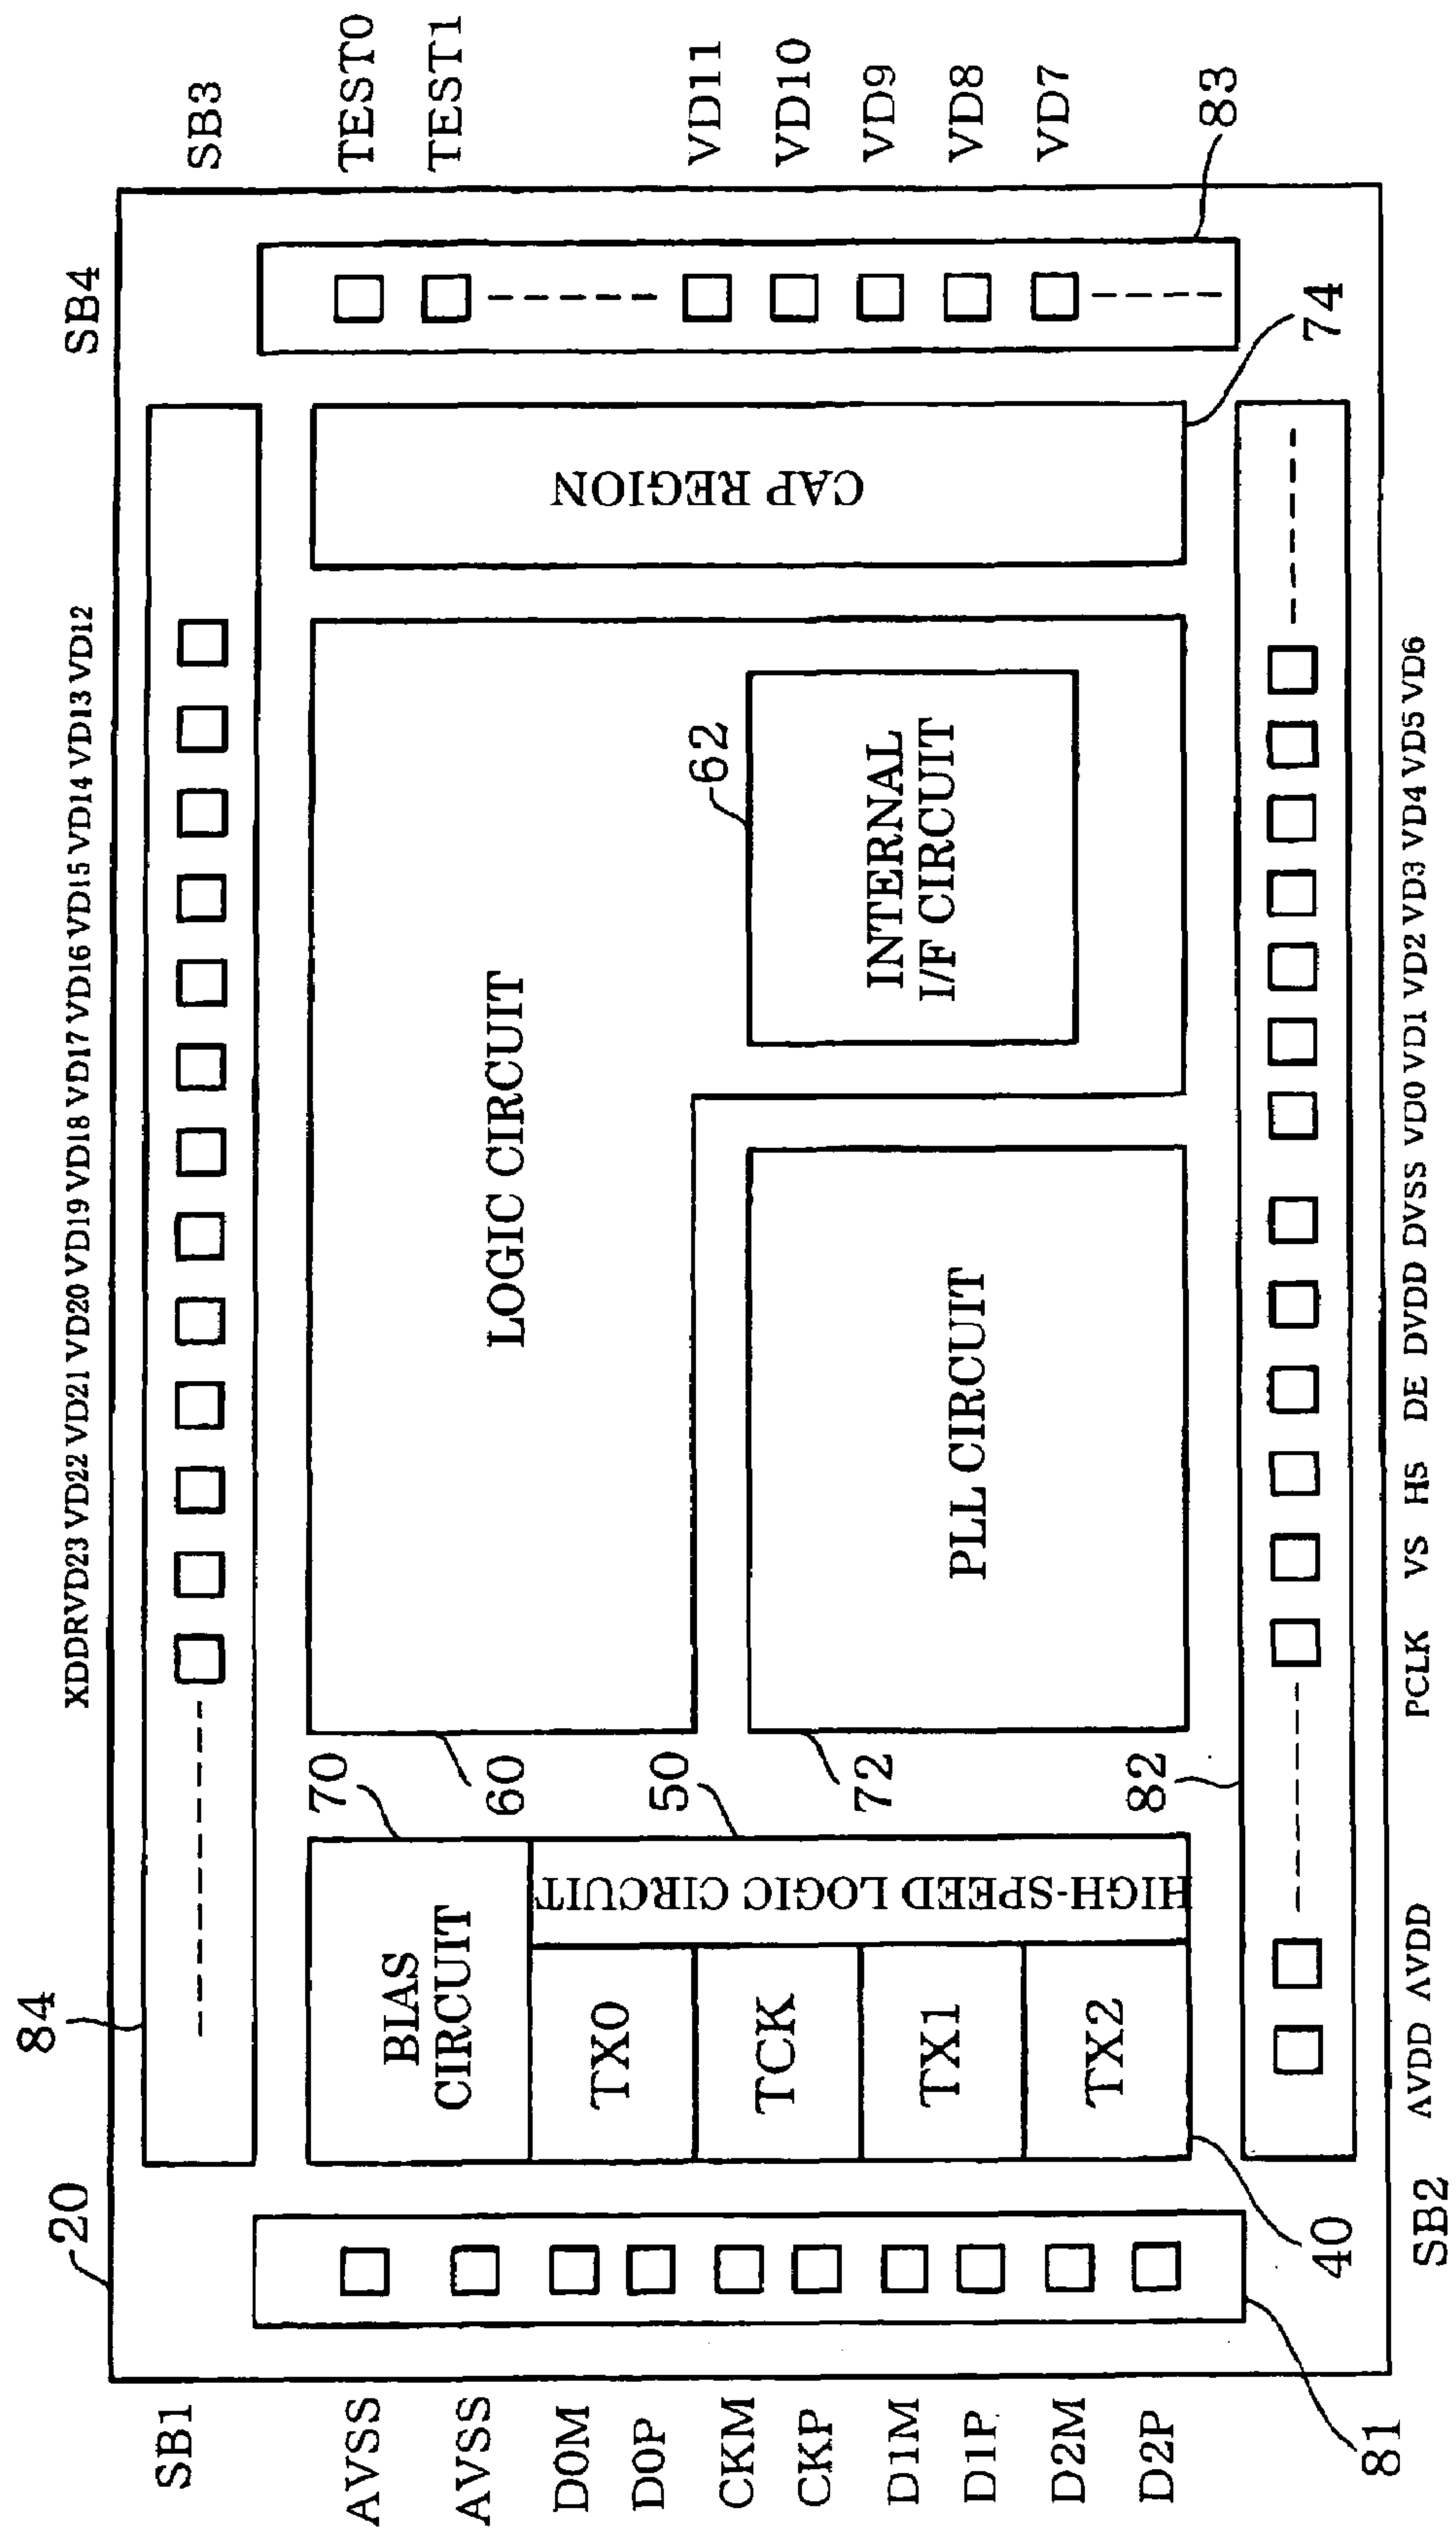 SB4
XDDR VD23 VD22 VD21 VD20 VD19 VD18 VD17 VD16 VD15 VD14 VD13 VD12
84
20
SB1
SB3
AVSS
AVSS
D0M
D0P
CKM
CKP
D1M
D1P
D2M
D2P
81
70
BIAS
CIRCUIT
TX0
TCK
TX1
TX2
40
50
HIGH-SPEED LOGIC CIRCUIT
60
LOGIC CIRCUIT
62
INTERNAL
I/F CIRCUIT
72
PLL CIRCUIT
82
CAP REGION
74
TEST0
TEST1
VD11
VD10
VD9
VD8
VD7
83
SB2
AVDD AVDD PCLK VS HS DE DVDD DVSS VD0 VD1 VD2 VD3 VD4 VD5 VD6